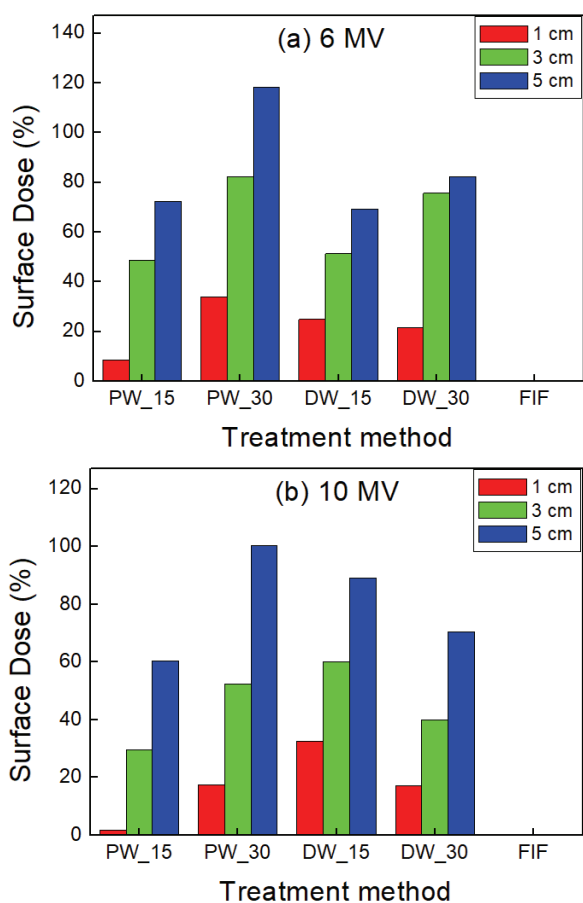 (a) 6 MV
1 cm
3 cm
5 cm
Surface Dose (%)
140
120
100
80
60
40
20
0
PW_15 PW_30 DW_15 DW_30 FIF
Treatment method
(b) 10 MV
1 cm
3 cm
5 cm
Surface Dose (%)
120
100
80
60
40
20
0
PW_15 PW_30 DW_15 DW_30 FIF
Treatment method